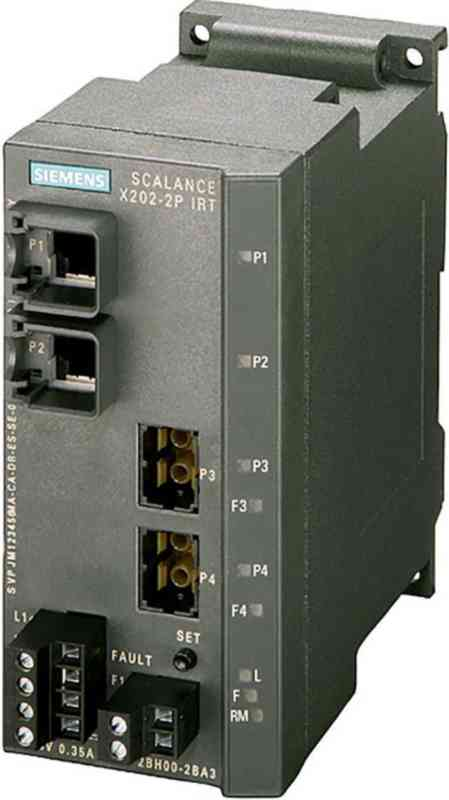 SIEMENS
SCALANCE
X202-2P IRT
P1
P1
P2
P2
P3
P3
F3
P4
P4
F4
SET
L1+
FAULT
F1
L
F
RM
V 0.35A
2BH00-2BA3